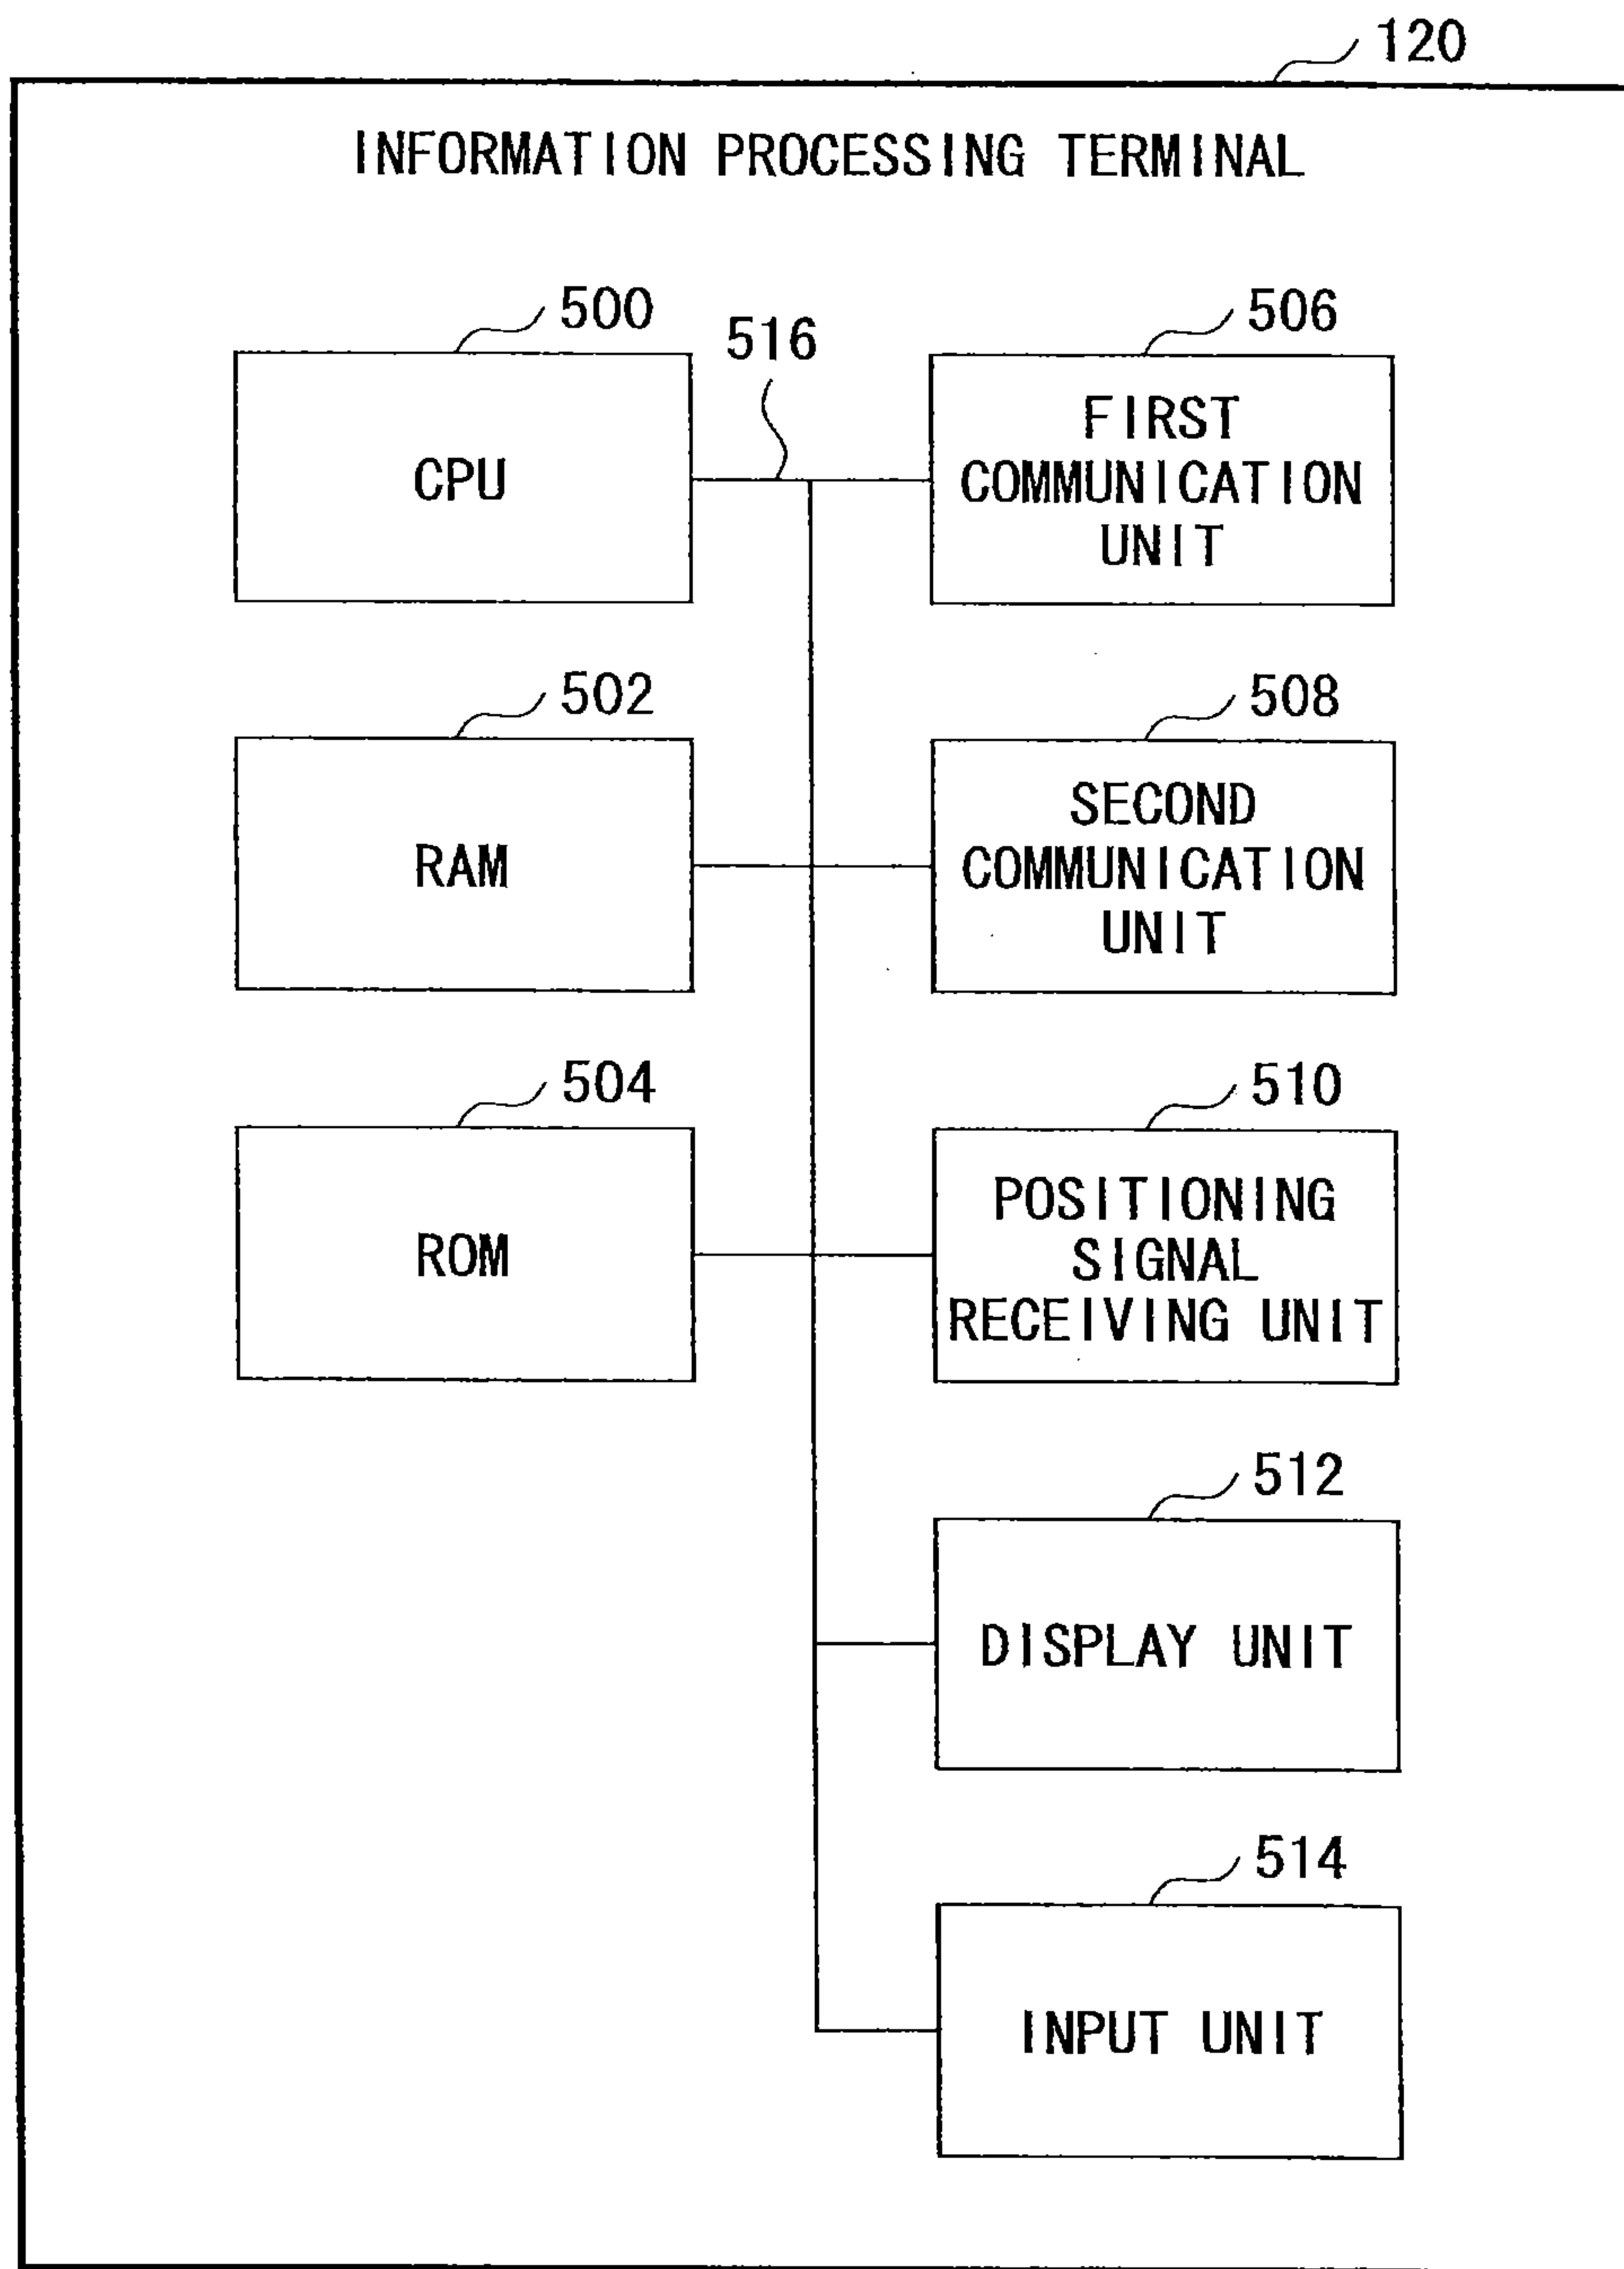 120
INFORMATION PROCESSING TERMINAL
500
516
506
CPU
FIRST
COMMUNICATION
UNIT
502
508
RAM
SECOND
COMMUNICATION
UNIT
504
510
ROM
POSITIONING
SIGNAL
RECEIVING UNIT
512
DISPLAY UNIT
514
INPUT UNIT